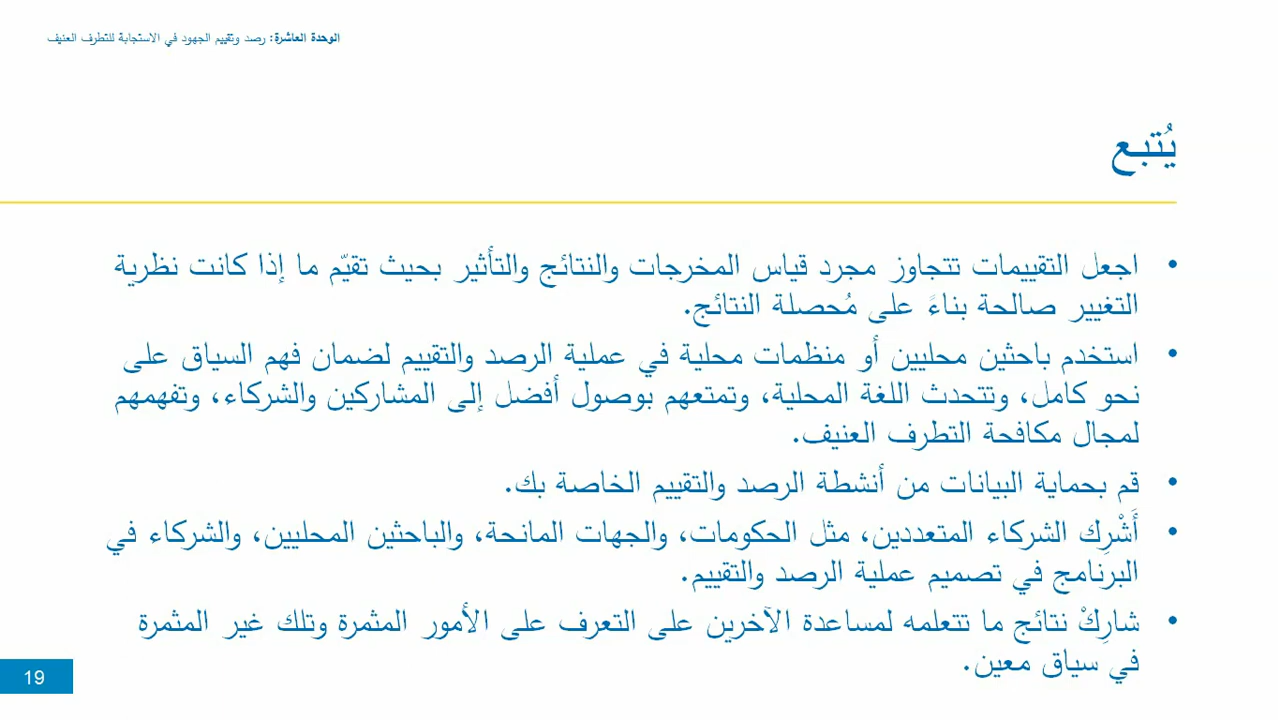 الوحدة العاشرة: رصد وتقييم الجهود في الاستجابة للتطرف العنيف
يُتبع
• اجعل التقييمات تتجاوز مجرد قياس المخرجات والنتائج والتأثير بحيث تقيّم ما إذا كانت نظرية
التغيير صالحة بناءً على مُحصلة النتائج.
• استخدم باحثين محليين أو منظمات محلية في عملية الرصد والتقييم لضمان فهم السياق على
نحو كامل، وتتحدث اللغة المحلية، وتمتعهم بوصول أفضل إلى المشاركين والشركاء، وتفهمهم
لمجال مكافحة التطرف العنيف.
• قم بحماية البيانات من أنشطة الرصد والتقييم الخاصة بك.
• أَشْرِك الشركاء المتعددين، مثل الحكومات، والجهات المانحة، والباحثين المحليين، والشركاء في
البرنامج في تصميم عملية الرصد والتقييم.
• شارِكْ نتائج ما تتعلمه لمساعدة الآخرين على التعرف على الأمور المثمرة وتلك غير المثمرة
في سياق معين.
19